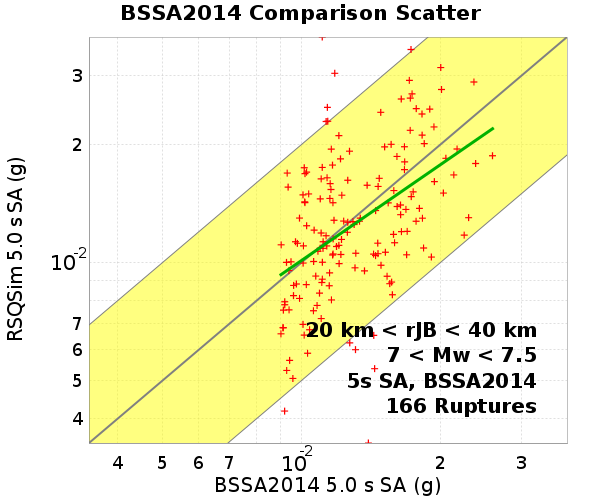 BSSA2014 Comparison Scatter
RSQSim 5.0 s SA (g)
3
2
10-2
7
6
5
4
20 km < rJB < 40 km
7 < Mw < 7.5
5s SA, BSSA2014
166 Ruptures
4 5 6 7 10-2 2 3
BSSA2014 5.0 s SA (g)